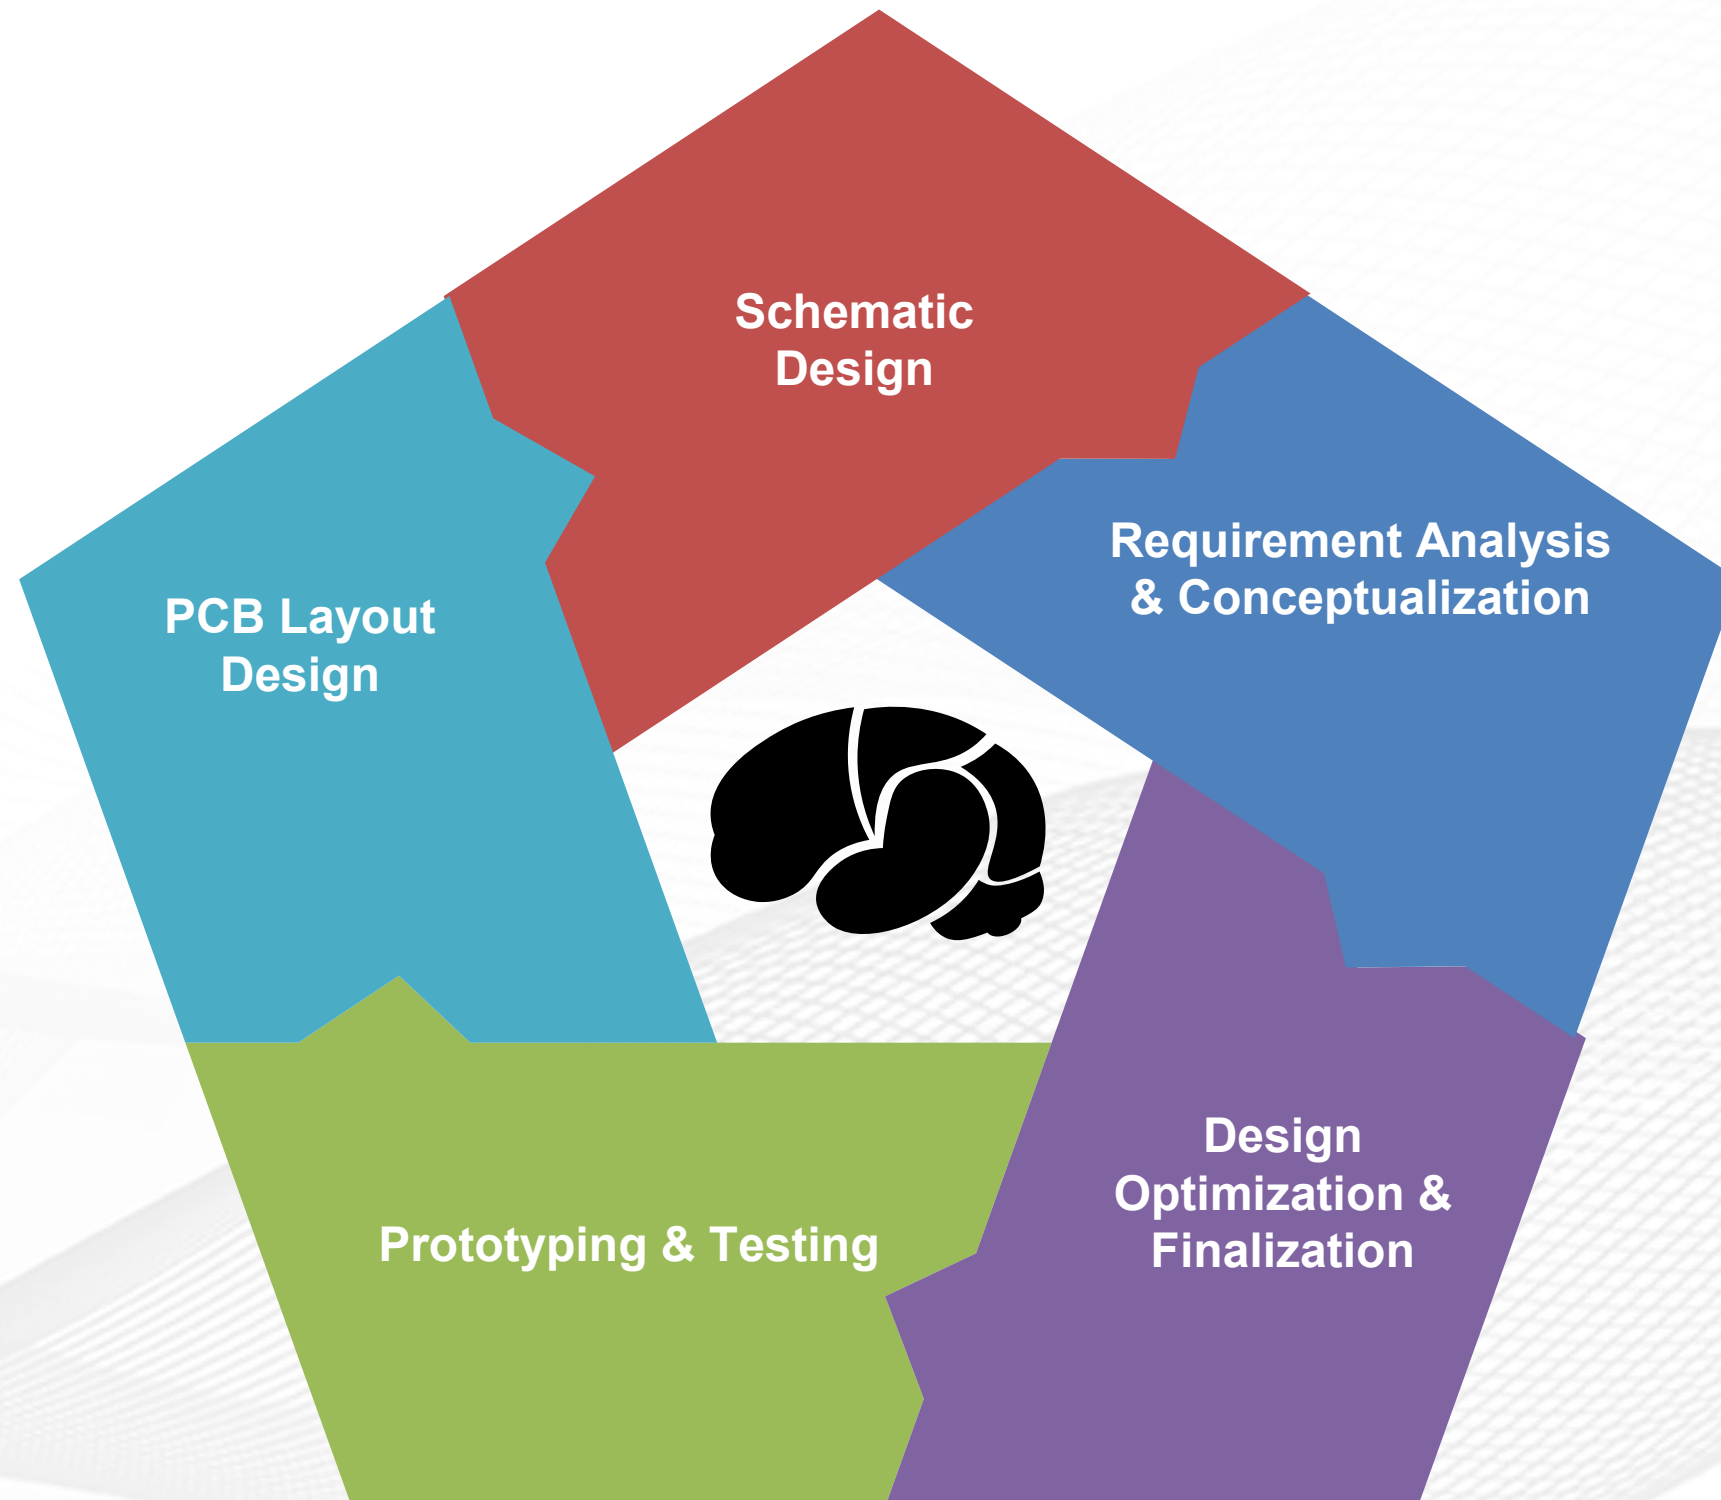 Schematic
Design
Requirement Analysis
& Conceptualization
PCB Layout
Design
Design
Optimization &
Finalization
Prototyping & Testing